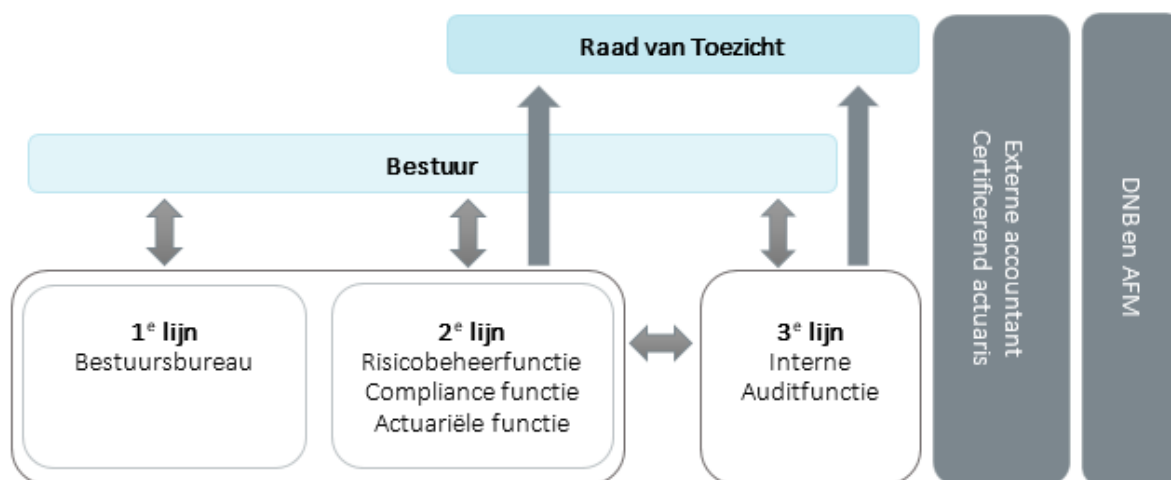 Raad van Toezicht
Bestuur
1e lijn
Bestuursbureau
2e lijn
Risicobeheerfunctie
Compliance functie
Actuariële functie
3e lijn
Interne
Auditfunctie
Externe accountant
Certificerend actuaris
DNB en AFM